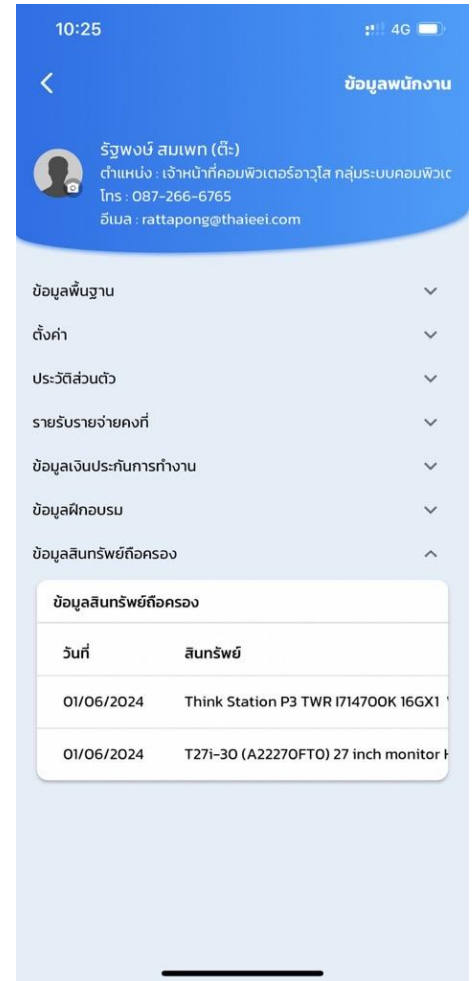 10:25 4G
ข้อมูลพนักงาน
รัฐพงษ์ สมเพท (ต๊ะ)
ตำแหน่ง : เจ้าหน้าที่คอมพิวเตอร์อาวุโส กลุ่มระบบคอมพิวเต
โทร : 087-266-6765
อีเมล : rattapong@thaieei.com
ข้อมูลพื้นฐาน
ตั้งค่า
ประวัติส่วนตัว
รายรับรายจ่ายคงที่
ข้อมูลเงินประกันการทำงาน
ข้อมูลฝึกอบรม
ข้อมูลสินทรัพย์ถือครอง
ข้อมูลสินทรัพย์ถือครอง
วันที่ สินทรัพย์
01/06/2024 Think Station P3 TWR I714700K 16GX1
01/06/2024 T27i-30 (A22270FT0) 27 inch monitor